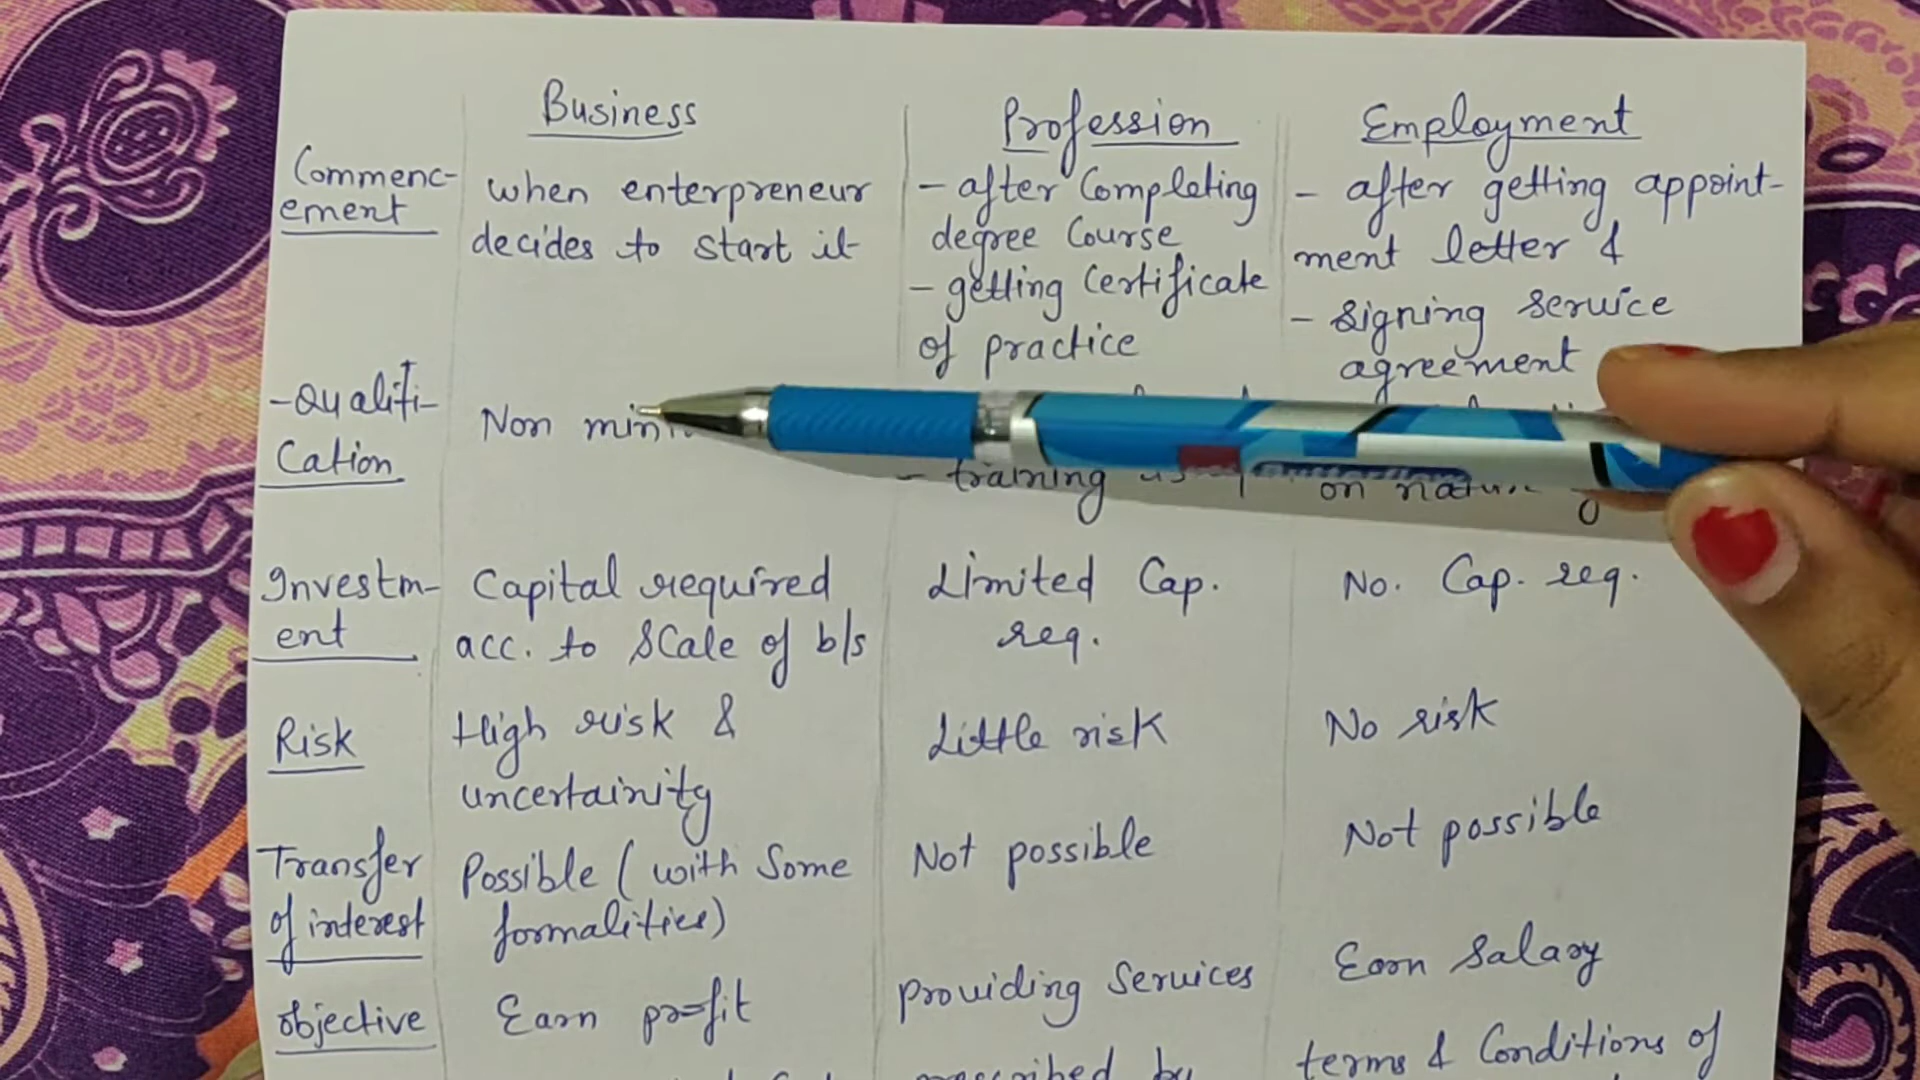 Business
Profession
Employment
Commenc-
ement
when enterpreneur
decides to start it
- after Completing
degree Course
- getting Certificate
of practice
- after getting appoint-
ment letter &
- signing service
agreement
- Qualifi-
Cation
Non
- training
on nature
Investm-
ent
Capital required
acc. to Scale of b/s
Limited Cap.
req.
No. Cap. req.
Risk
High risk &
uncertainity
Little risk
No risk
Transfer
of interest
Possible (with Some
formalities)
Not possible
Not possible
objective
Earn profit
providing Services
Earn Salary
by
terms & Conditions of